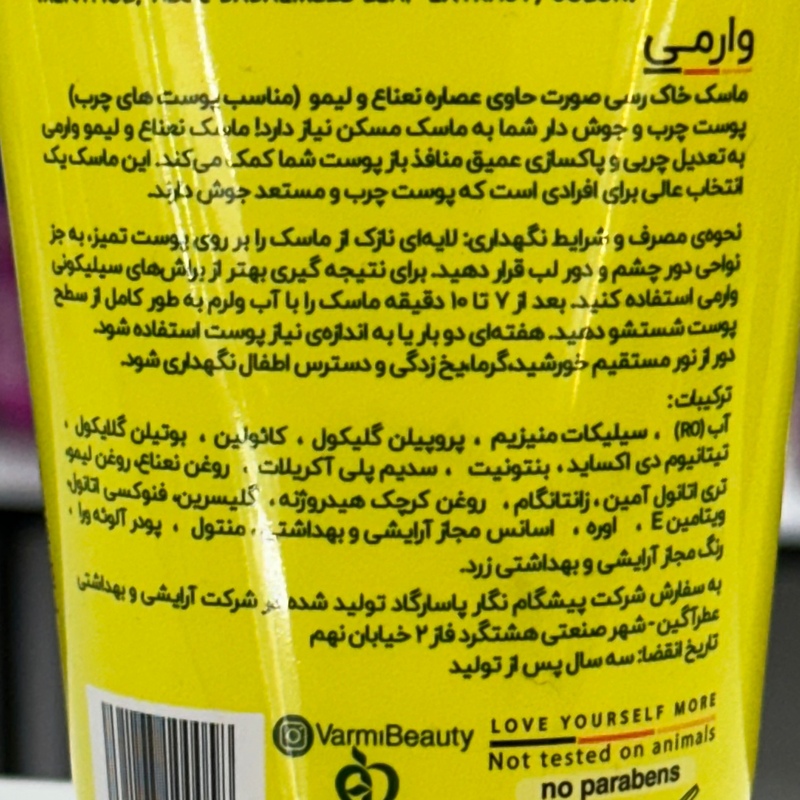 وارمی
ماسک خاک رسی صورت حاوی عصاره نعناع و لیمو (مناسب پوست های چرب)
پوست چرب و جوش دار شما به ماسک مسکن نیاز دارد! ماسک نعناع و لیمو وارمی
به تعدیل چربی و پاکسازی عمیق منافذ باز پوست شما کمک می‌کند. این ماسک یک
انتخاب عالی برای افرادی است که پوست چرب و مستعد جوش دارند.
نحوه‌ی مصرف و شرایط نگهداری: لایه‌ای نازک از ماسک را بر روی پوست تمیز، به جز
نواحی دور چشم و دور لب قرار دهید. برای نتیجه گیری بهتر از براش‌های سیلیکونی
وارمی استفاده کنید. بعد از ۷ تا ۱۰ دقیقه ماسک را با آب ولرم به طور کامل از سطح
پوست شستشو دهید. هفته‌ای دو بار یا به اندازه‌ی نیاز پوست استفاده شود.
دور از نور مستقیم خورشید،گرما،یخ زدگی و دسترس اطفال نگهداری شود.
ترکیبات:
آب (RO) ، سیلیکات منیزیم ، پروپیلن گلیکول ، کائولین ، بوتیلن گلایکول ،
تیتانیوم دی اکساید ، بنتونیت ، سدیم پلی آکریلات ، روغن نعناع، روغن لیمو،
تری اتانول آمین ، زانتانگام ، روغن کرچک هیدروژنه ، گلیسرین، فنوکسی اتانول،
ویتامین E ، اوره ، اسانس مجاز آرایشی و بهداشتی ، منتول ، پودر آلوئه ورا ،
رنگ مجاز آرایشی و بهداشتی زرد.
به سفارش شرکت پیشگام نگار پاسارگاد تولید شده در شرکت آرایشی و بهداشتی
عطرآگین - شهر صنعتی هشتگرد فاز ۲ خیابان نهم
تاریخ انقضا: سه سال پس از تولید
LOVE YOURSELF MORE
VarmiBeauty
Not tested on animals
no parabens